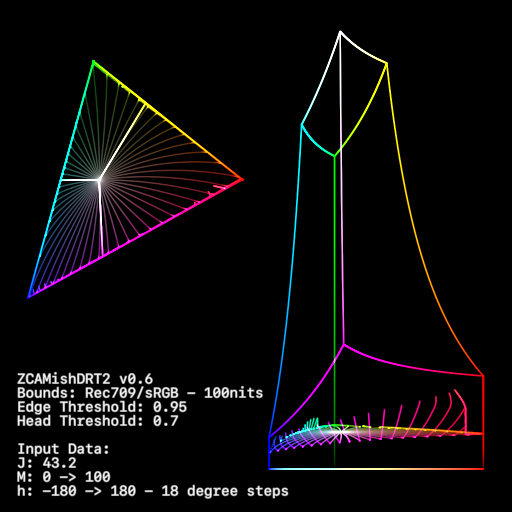 ZCAMishDRT2 v0.6
Bounds: Rec709/sRGB – 100nits
Edge Threshold: 0.95
Head Threshold: 0.7
Input Data:
J: 43.2
M: 0 -> 100
h: -180 -> 180 – 18 degree steps